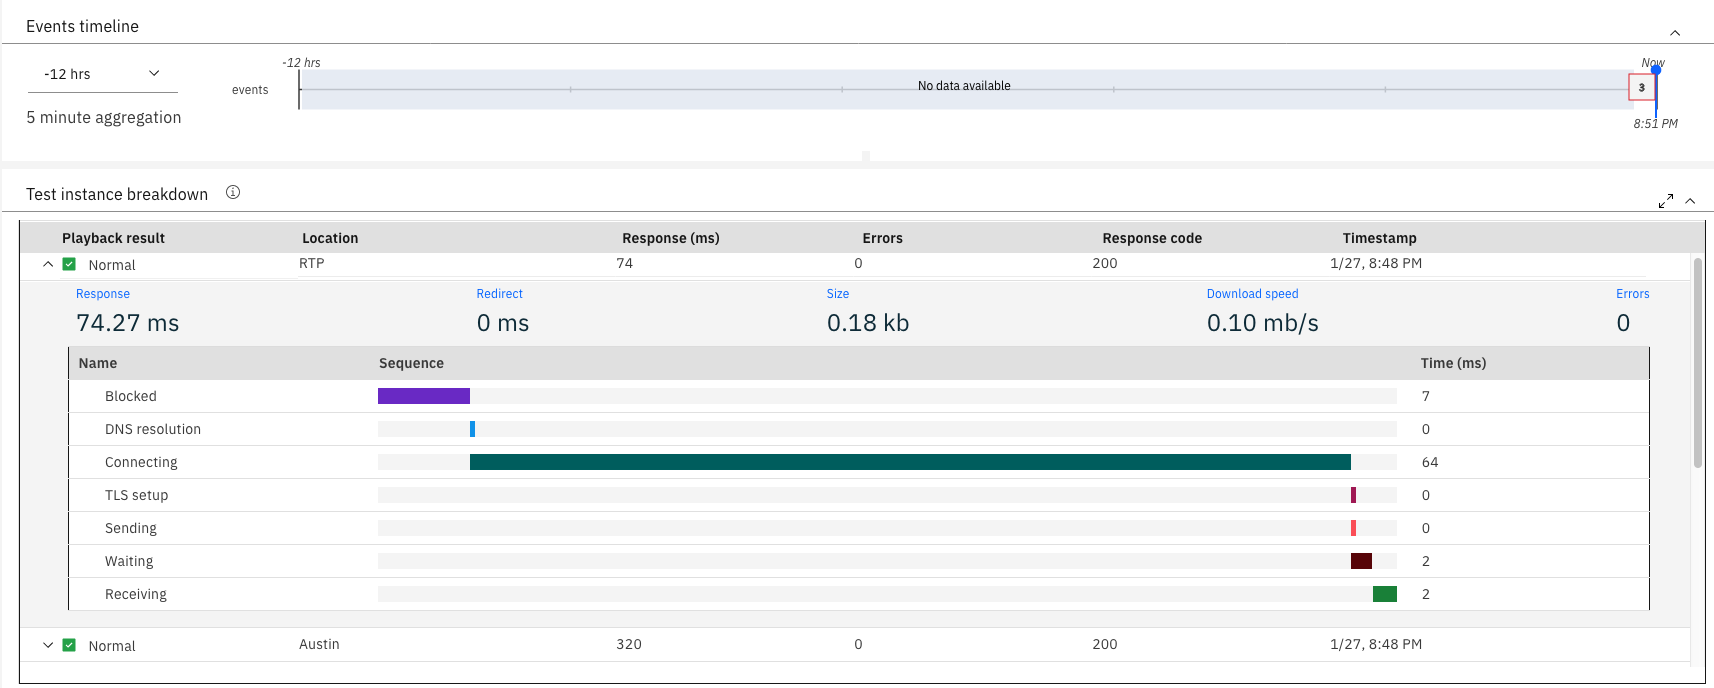 Events timeline
-12 hrs
-12 hrs
Now
events
No data available
3
5 minute aggregation
8:51 PM
Test instance breakdown
Playback result Location Response (ms) Errors Response code Timestamp
Normal RTP 74 0 200 1/27, 8:48 PM
Response Redirect Size Download speed Errors
74.27 ms 0 ms 0.18 kb 0.10 mb/s 0
Name Sequence Time (ms)
Blocked 7
DNS resolution 0
Connecting 64
TLS setup 0
Sending 0
Waiting 2
Receiving 2
Normal Austin 320 0 200 1/27, 8:48 PM